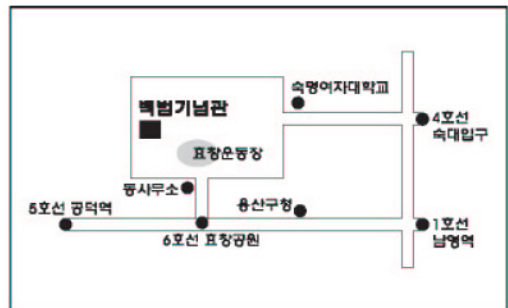 숙명여자대학교
백범기념관
4호선
숙대입구
효창운동장
동사무소
5호선 공덕역
용산구청
6호선 효창공원
1호선
남영역